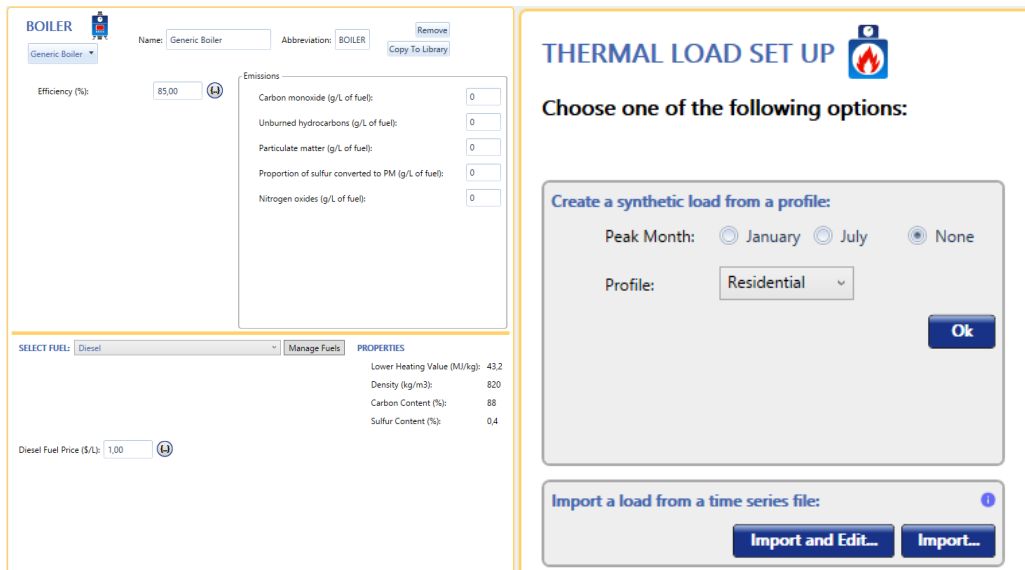 BOILER
Generic Boiler
Name: Generic Boiler
Abbreviation: BOILER
Remove
Copy To Library
Efficiency (%): 85,00
Emissions
Carbon monoxide (g/L of fuel): 0
Unburned hydrocarbons (g/L of fuel): 0
Particulate matter (g/L of fuel): 0
Proportion of sulfur converted to PM (g/L of fuel): 0
Nitrogen oxides (g/L of fuel): 0
SELECT FUEL: Diesel
Manage Fuels
PROPERTIES
Lower Heating Value (MJ/kg): 43,2
Density (kg/m3): 820
Carbon Content (%): 88
Sulfur Content (%): 0,4
Diesel Fuel Price ($/L): 1,00
THERMAL LOAD SET UP
Choose one of the following options:
Create a synthetic load from a profile:
Peak Month: January July None
Profile: Residential
Ok
Import a load from a time series file:
Import and Edit... Import...